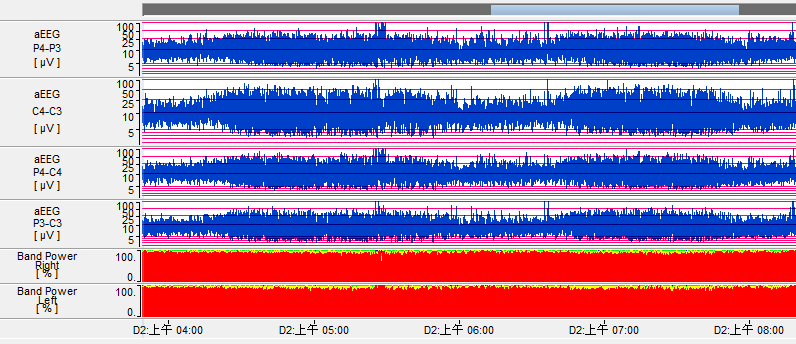 aEEG
P4-P3
[ µV ]
100
50
25
10
5
aEEG
C4-C3
[ µV ]
100
50
25
10
5
aEEG
P4-C4
[ µV ]
100
50
25
10
5
aEEG
P3-C3
[ µV ]
100
50
25
10
5
Band Power
Right
[ % ]
100.
0.
Band Power
Left
[ % ]
100.
0.
D2:上午 04:00 D2:上午 05:00 D2:上午 06:00 D2:上午 07:00 D2:上午 08:00